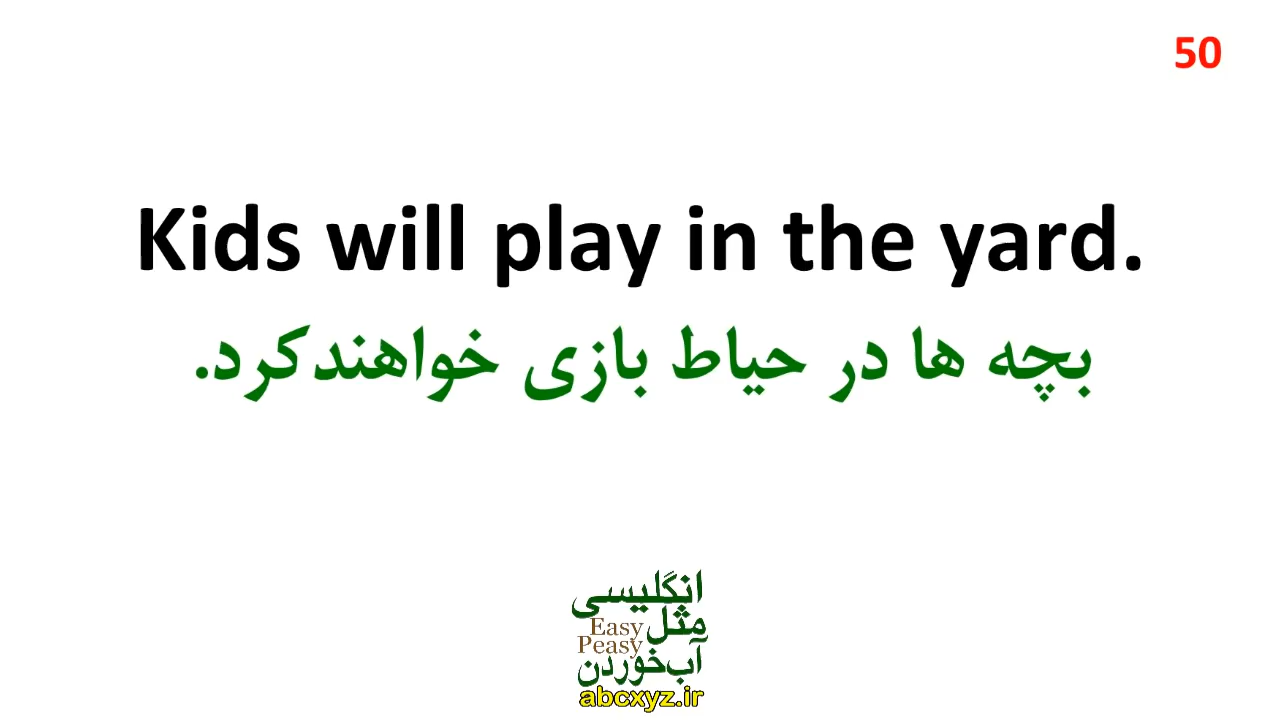 50
Kids will play in the yard.
بچه ها در حیاط بازی خواهندکرد.
انگلیسی
مثل Easy
Peasy
آب‌خوردن
abcxyz.ir